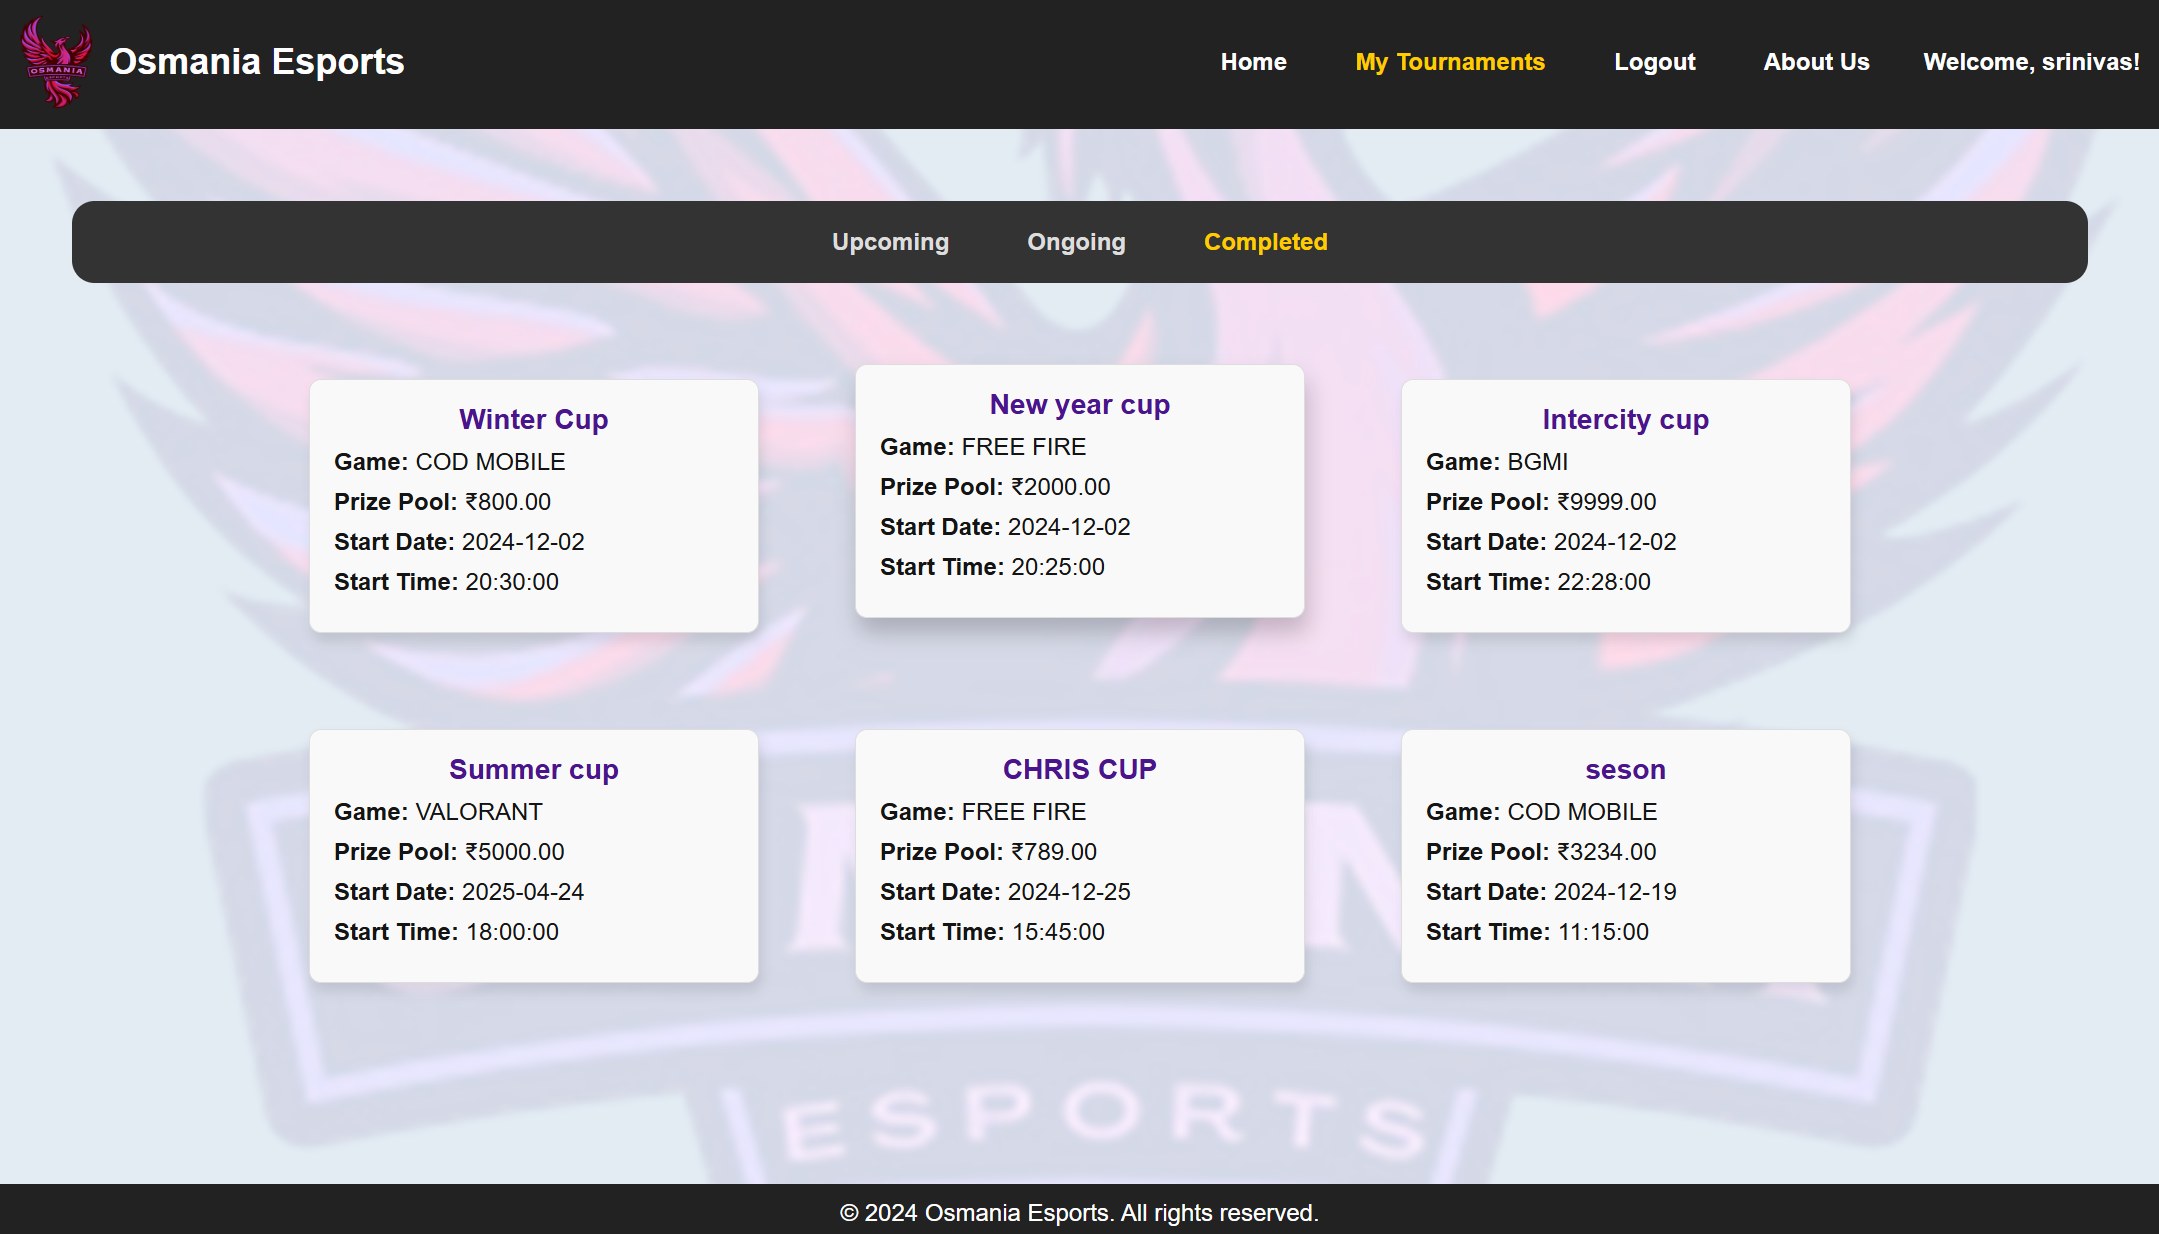 OSMANIA
Osmania Esports
Home
My Tournaments
Logout
About Us
Welcome, srinivas!
Upcoming
Ongoing
Completed
Winter Cup
Game: COD MOBILE
Prize Pool: ₹800.00
Start Date: 2024-12-02
Start Time: 20:30:00
New year cup
Game: FREE FIRE
Prize Pool: ₹2000.00
Start Date: 2024-12-02
Start Time: 20:25:00
Intercity cup
Game: BGMI
Prize Pool: ₹9999.00
Start Date: 2024-12-02
Start Time: 22:28:00
Summer cup
Game: VALORANT
Prize Pool: ₹5000.00
Start Date: 2025-04-24
Start Time: 18:00:00
CHRIS CUP
Game: FREE FIRE
Prize Pool: ₹789.00
Start Date: 2024-12-25
Start Time: 15:45:00
seson
Game: COD MOBILE
Prize Pool: ₹3234.00
Start Date: 2024-12-19
Start Time: 11:15:00
ESPORTS
© 2024 Osmania Esports. All rights reserved.